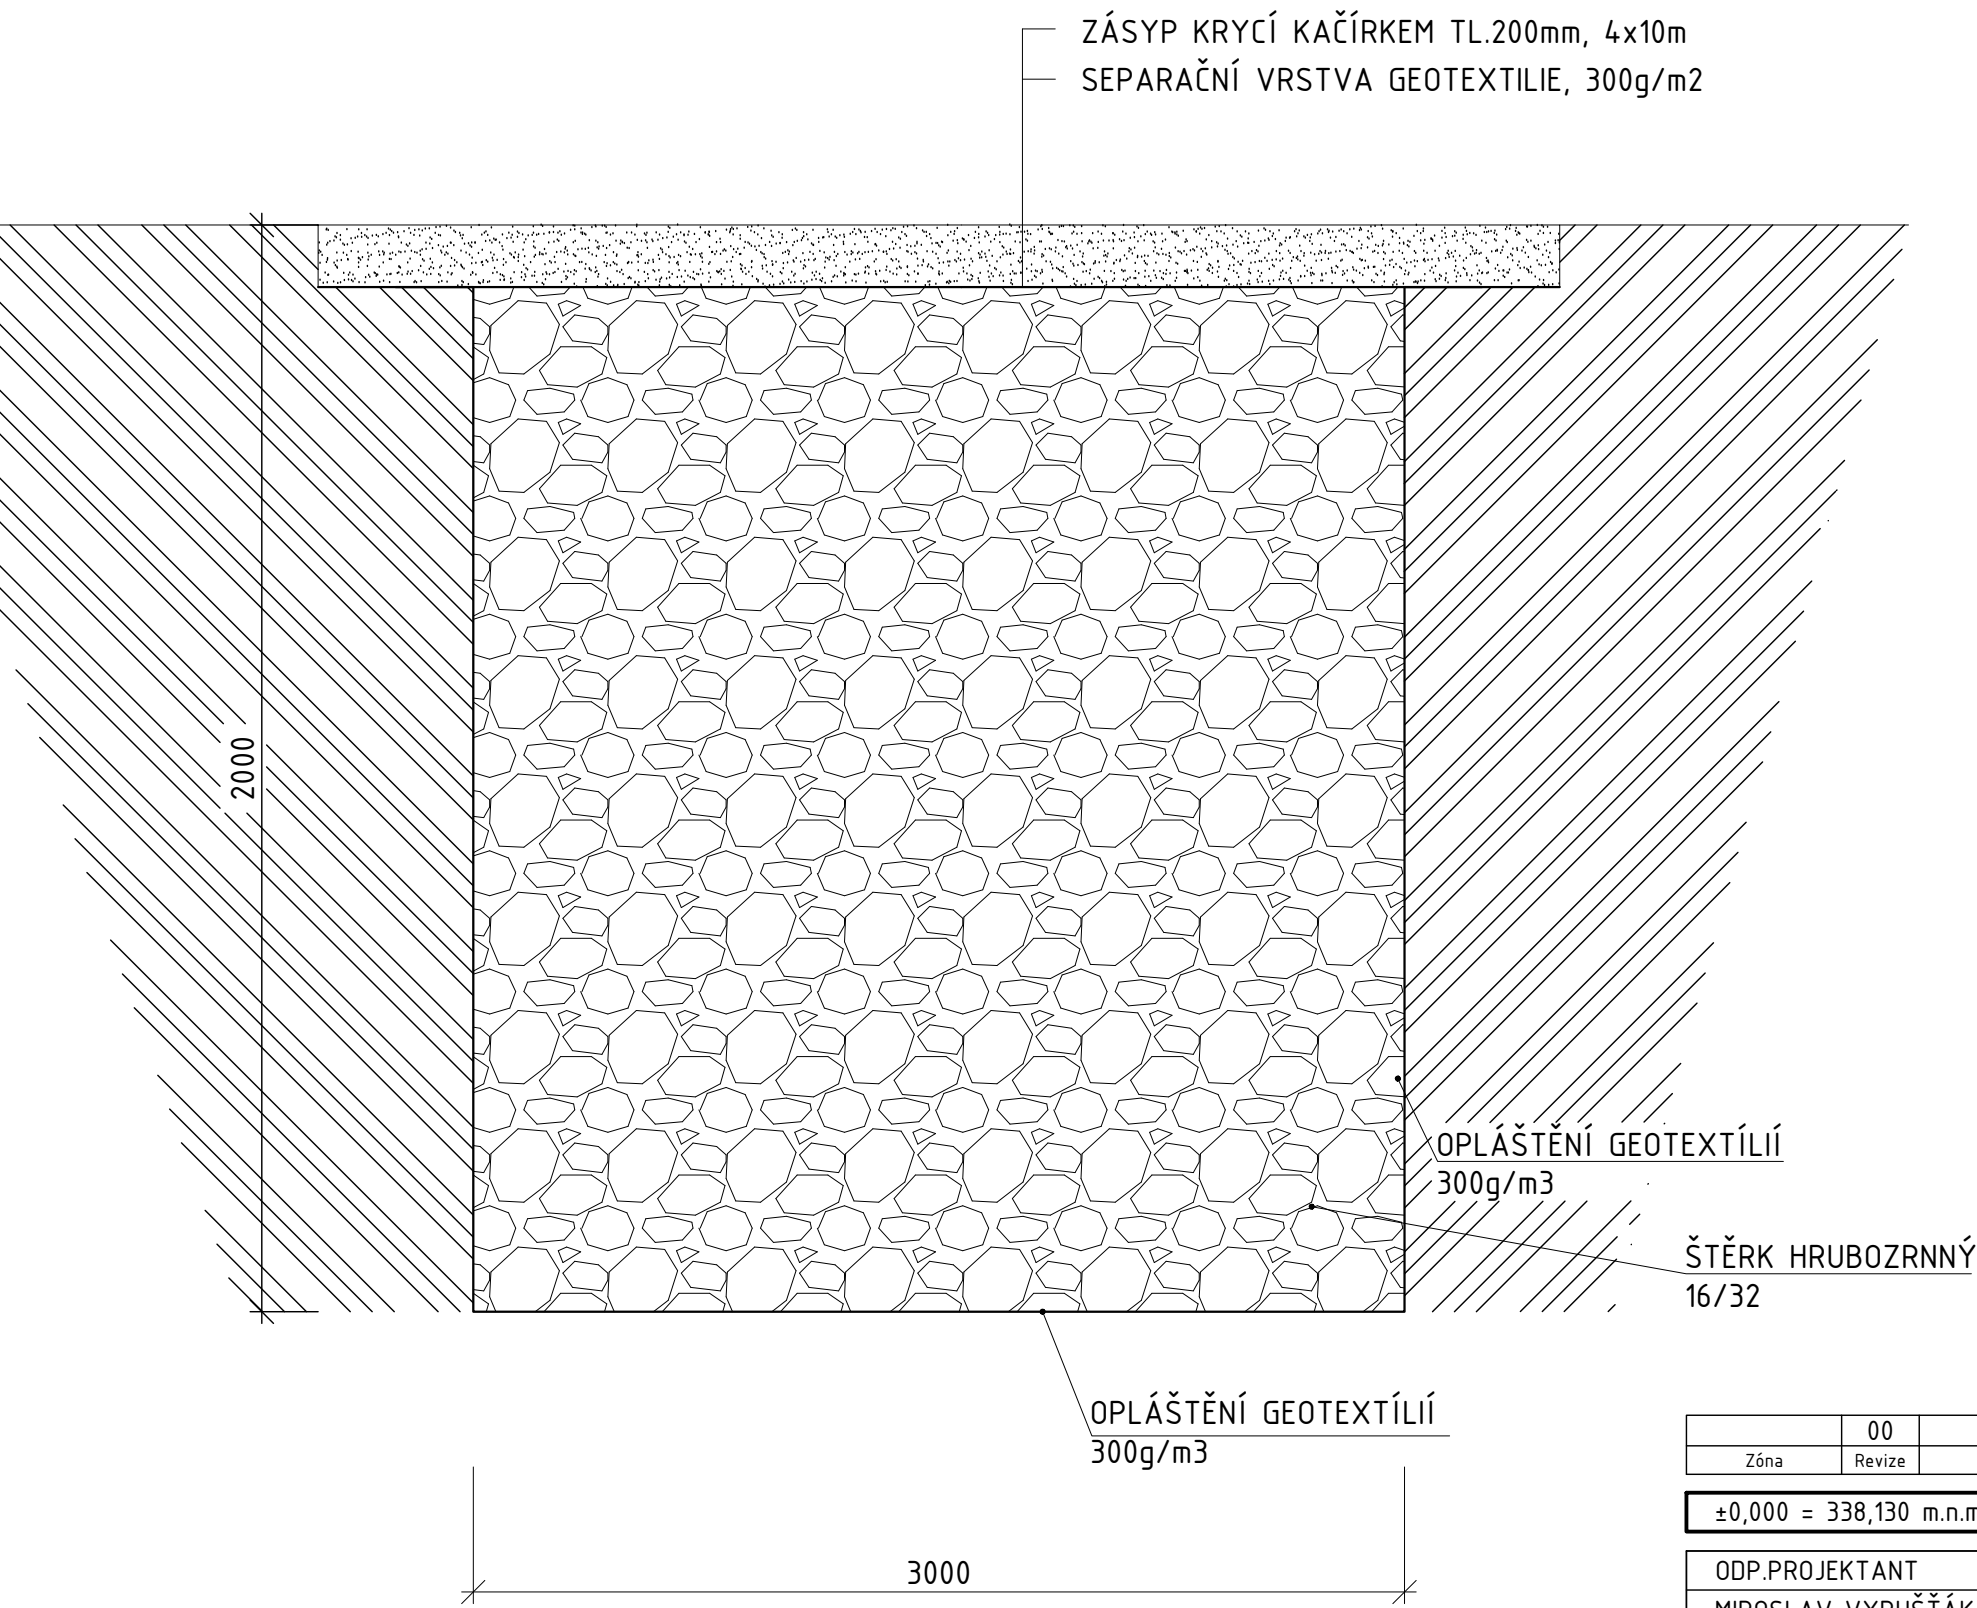 ZÁSYP KRYCÍ KAČÍRKEM TL.200mm, 4x10m
SEPARAČNÍ VRSTVA GEOTEXTILIE, 300g/m2
2000
OPLÁŠTĚNÍ GEOTEXTÍLIÍ
300g/m3
ŠTĚRK HRUBOZRNNÝ
16/32
OPLÁŠTĚNÍ GEOTEXTÍLIÍ
300g/m3
00
Zóna Revize
±0,000 = 338,130 m.n.m
3000
ODP.PROJEKTANT
MIROSLAV